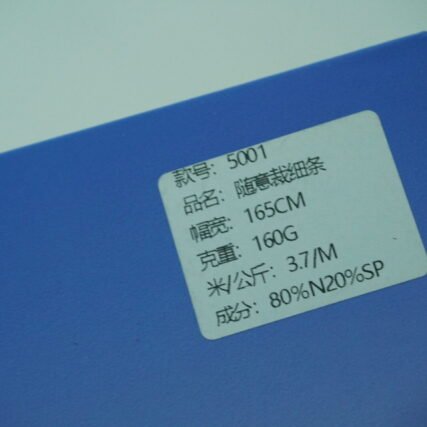 款号：5001
品名：随意裁细条
幅宽：165CM
克重：160G
米/公斤：3.7/M
成分：80%N20%SP